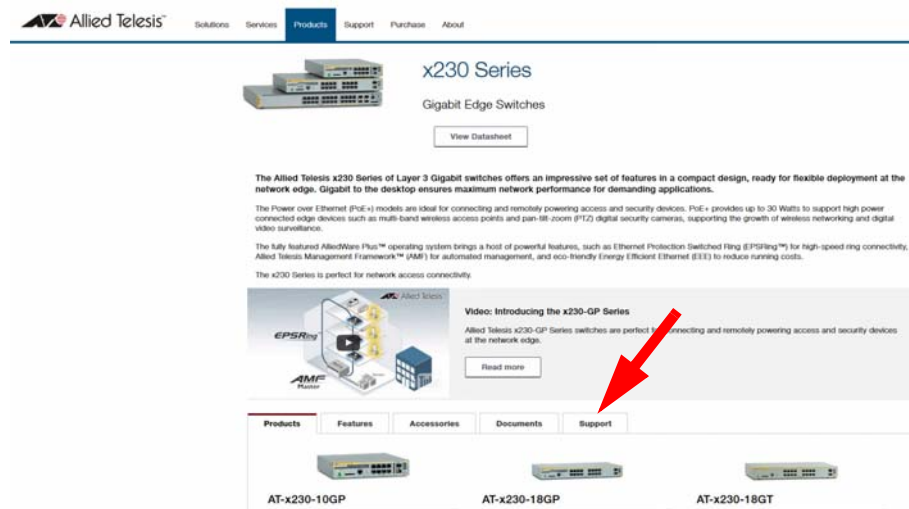 Allied Telesis™
Solutions Services Products Support Purchase About
x230 Series
Gigabit Edge Switches
View Datasheet
The Allied Telesis x230 Series of Layer 3 Gigabit switches offers an impressive set of features in a compact design, ready for flexible deployment at the
network edge. Gigabit to the desktop ensures maximum network performance for demanding applications.
The Power over Ethernet (PoE+) models are ideal for connecting and remotely powering access and security devices. PoE+ provides up to 30 Watts to support high power
connected edge devices such as multi-band wireless access points and pan-tilt-zoom (PTZ) digital security cameras, supporting the growth of wireless networking and digital
video surveillance.
The fully featured AlliedWare Plus™ operating system brings a host of powerful features, such as Ethernet Protection Switched Ring (EPSRing™) for high-speed ring connectivity,
Allied Telesis Management Framework™ (AMF) for automated management, and eco-friendly Energy Efficient Ethernet (EEE) to reduce running costs.
The x230 Series is perfect for network access connectivity.
Allied Telesis
EPSRing
AMF
Master
Video: Introducing the x230-GP Series
Allied Telesis x230-GP Series switches are perfect connecting and remotely powering access and security devices
at the network edge.
Read more
Products Features Accessories Documents Support
AT-x230-10GP AT-x230-18GP AT-x230-18GT